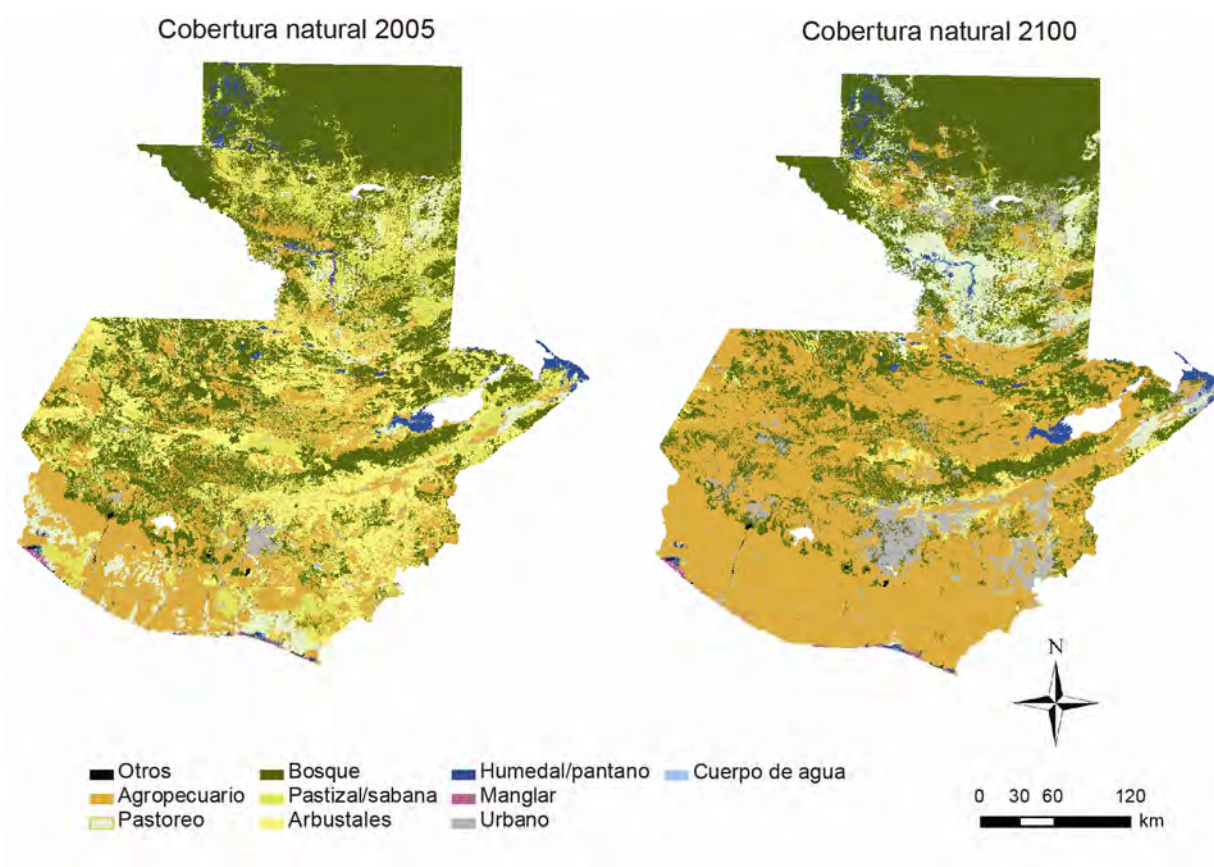 Cobertura natural 2005
Cobertura natural 2100
N
Otros
Agropecuario
Pastoreo
Bosque
Pastizal/sabana
Arbustales
Humedal/pantano
Manglar
Urbano
Cuerpo de agua
0 30 60 120
km